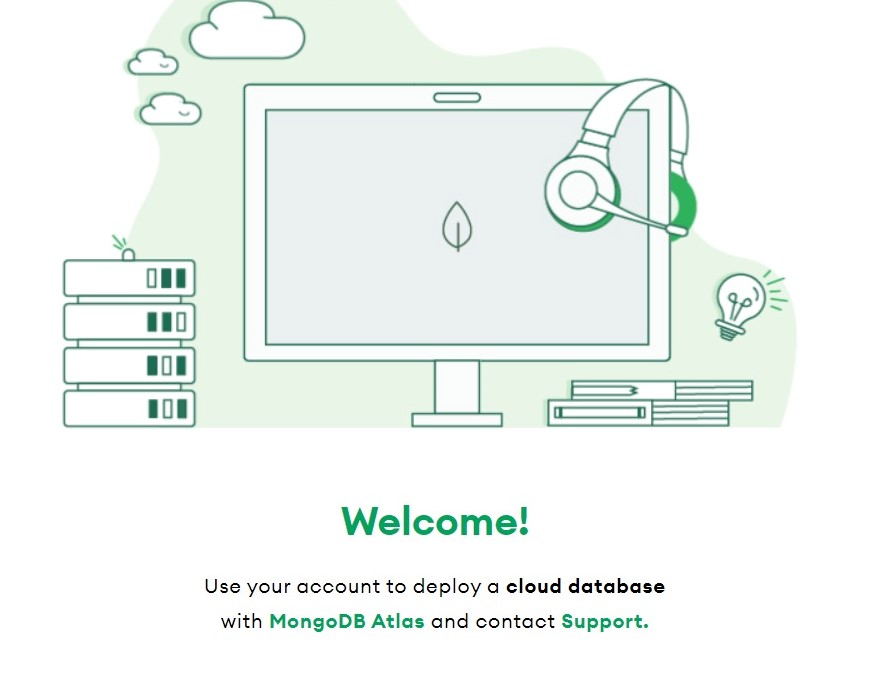 Welcome!
Use your account to deploy a cloud database
with MongoDB Atlas and contact Support.